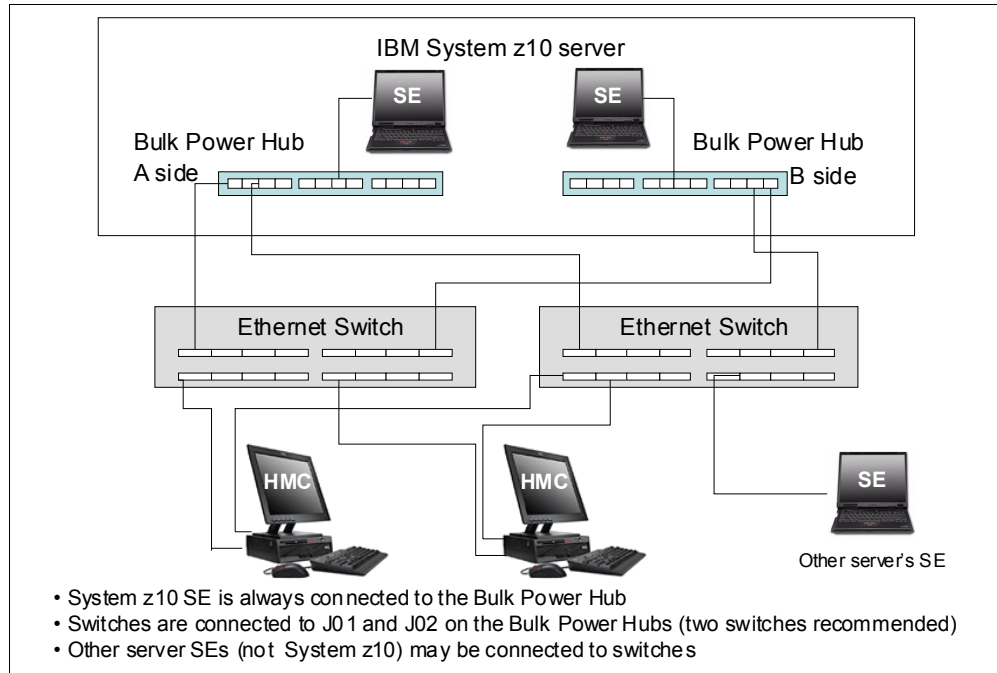 IBM System z10 server
SE
SE
Bulk Power Hub
A side
Bulk Power Hub
B side
Ethernet Switch
Ethernet Switch
HMC
HMC
SE
Other server's SE
• System z10 SE is always connected to the Bulk Power Hub
• Switches are connected to J01 and J02 on the Bulk Power Hubs (two switches recommended)
• Other server SEs (not System z10) may be connected to switches